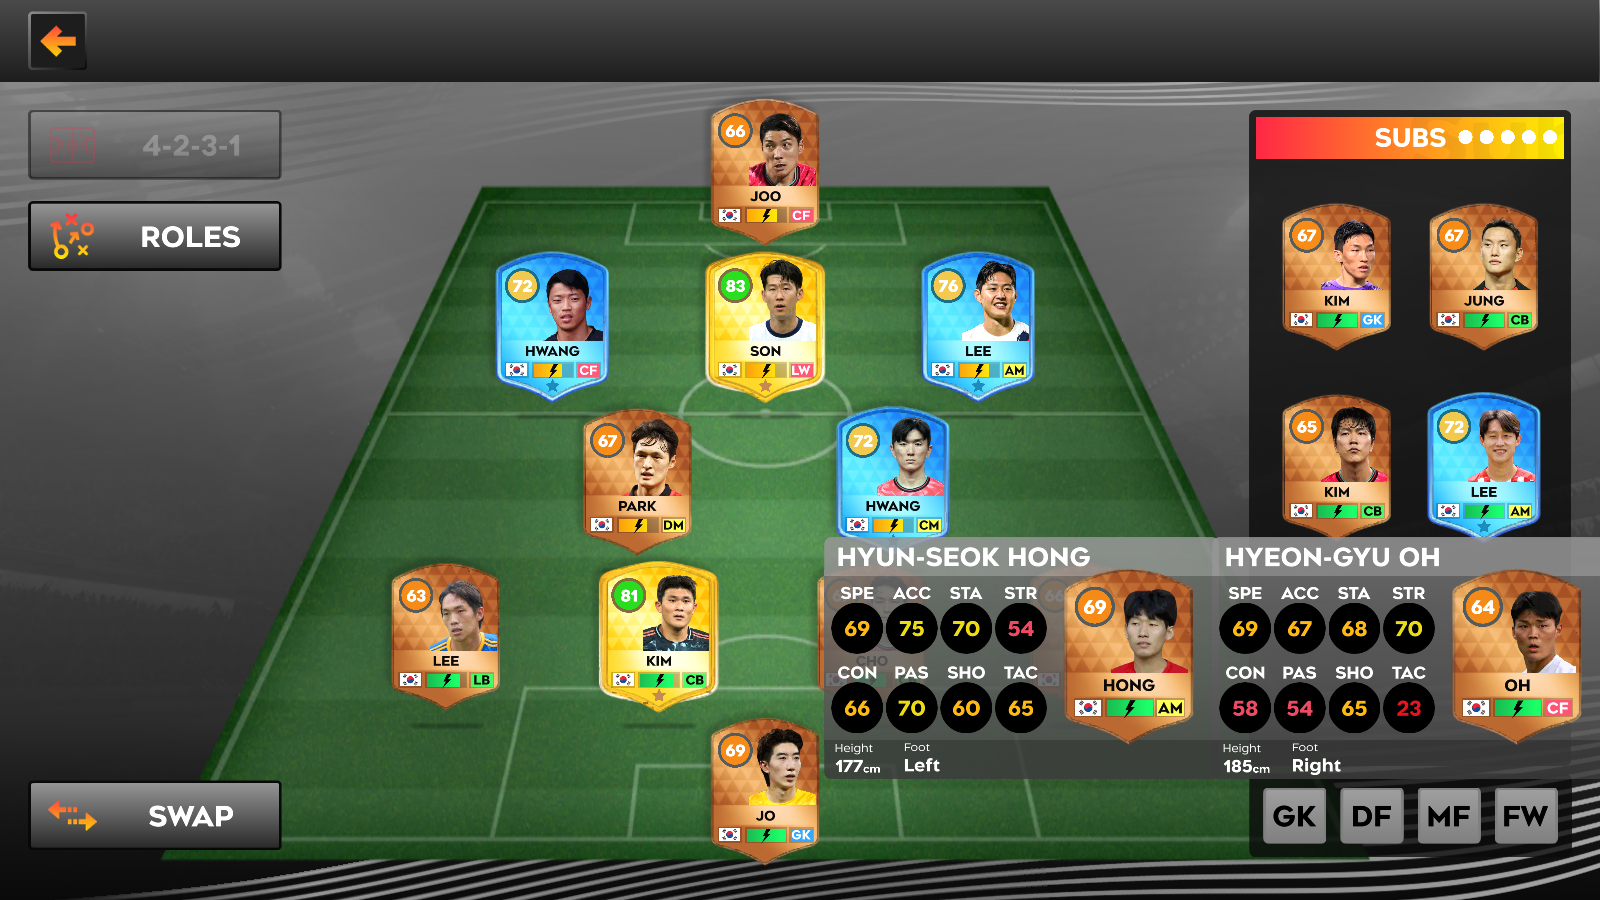 4-2-3-1
ROLES
SWAP
66
JOO
CF
72
HWANG
CF
83
SON
LW
76
LEE
AM
67
PARK
DM
72
HWANG
CM
63
LEE
LB
81
KIM
CB
CHO
66
69
JO
GK
SUBS
67
KIM
GK
67
JUNG
CB
65
KIM
CB
72
LEE
AM
HYUN-SEOK HONG
SPE ACC STA STR
69 75 70 54
CON PAS SHO TAC
66 70 60 65
Height Foot
177cm Left
69
HONG
AM
HYEON-GYU OH
SPE ACC STA STR
69 67 68 70
CON PAS SHO TAC
58 54 65 23
Height Foot
185cm Right
64
OH
CF
GK DF MF FW